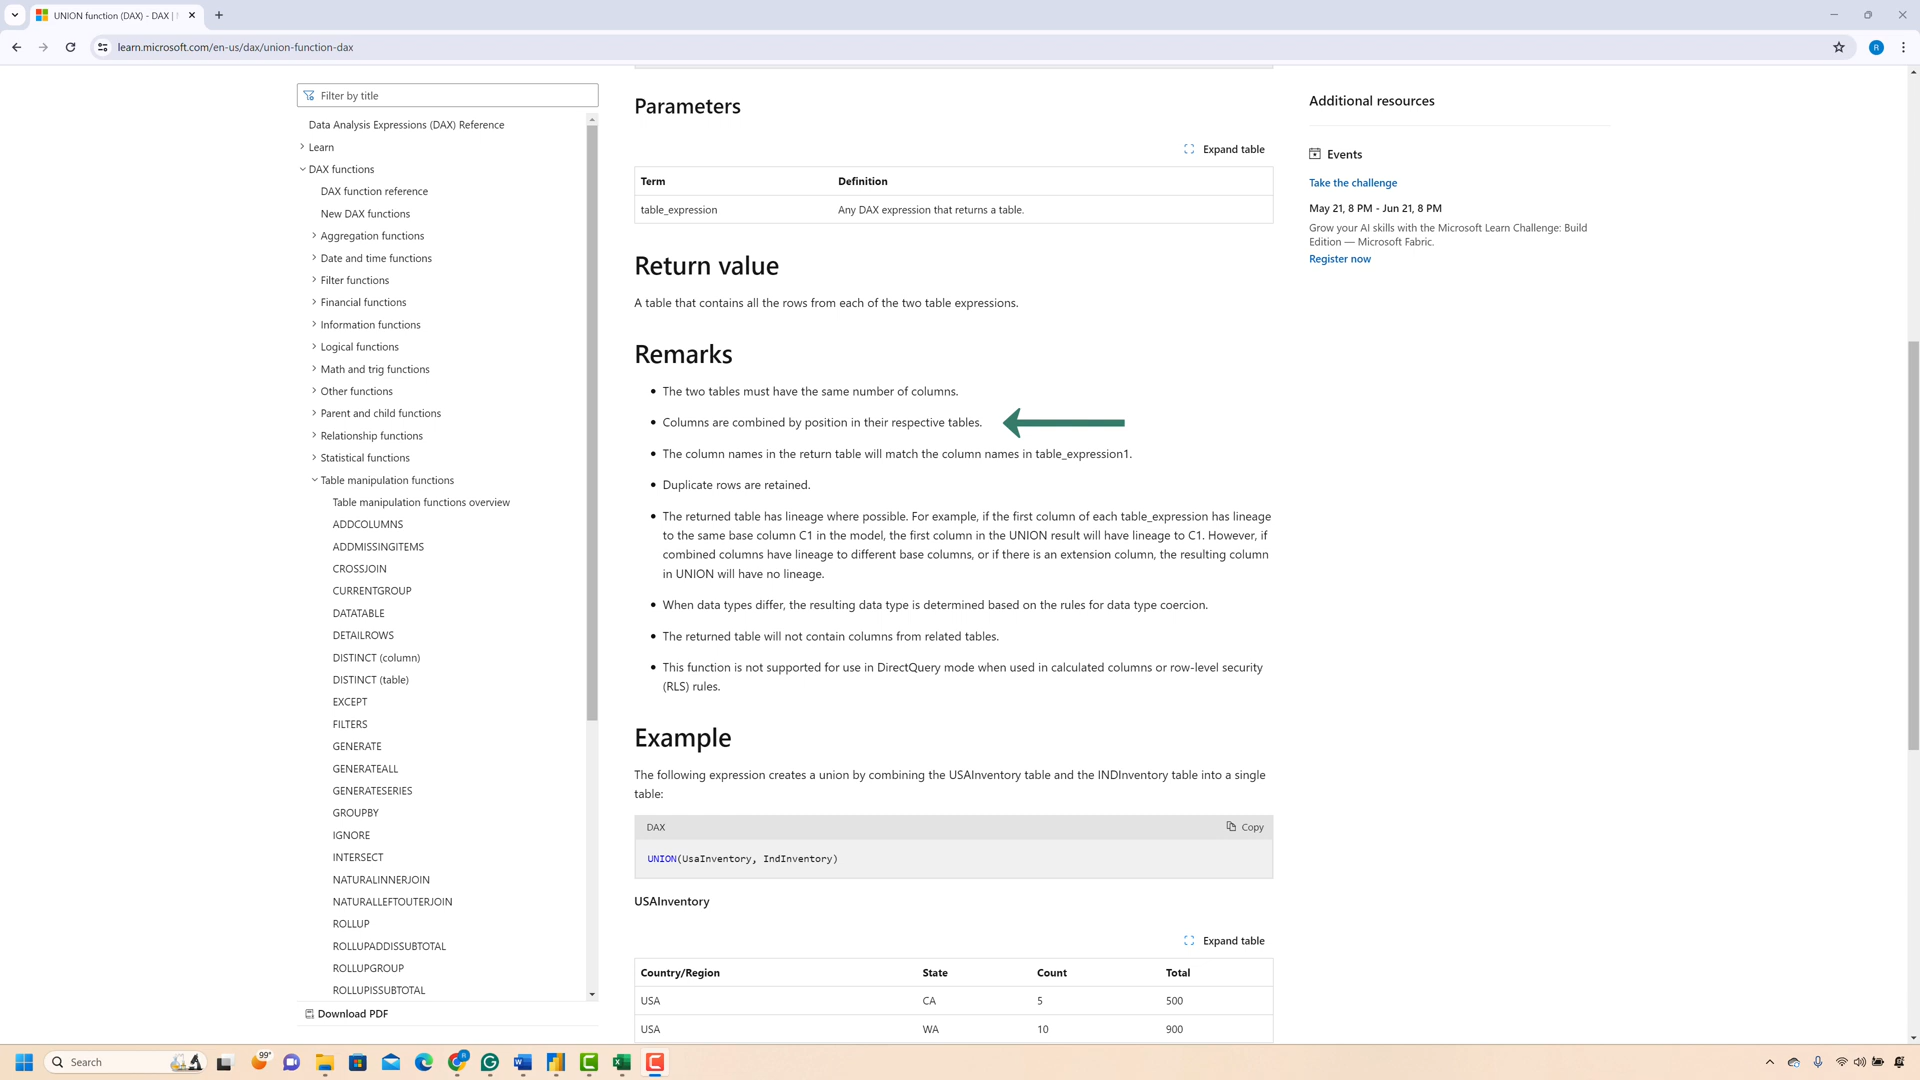 UNION function (DAX) - DAX |
learn.microsoft.com/en-us/dax/union-function-dax
R
Filter by title
Data Analysis Expressions (DAX) Reference
Learn
DAX functions
DAX function reference
New DAX functions
Aggregation functions
Date and time functions
Filter functions
Financial functions
Information functions
Logical functions
Math and trig functions
Other functions
Parent and child functions
Relationship functions
Statistical functions
Table manipulation functions
Table manipulation functions overview
ADDCOLUMNS
ADDMISSINGITEMS
CROSSJOIN
CURRENTGROUP
DATATABLE
DETAILROWS
DISTINCT (column)
DISTINCT (table)
EXCEPT
FILTERS
GENERATE
GENERATEALL
GENERATESERIES
GROUPBY
IGNORE
INTERSECT
NATURALINNERJOIN
NATURALLEFTOUTERJOIN
ROLLUP
ROLLUPADDISSUBTOTAL
ROLLUPGROUP
ROLLUPISSUBTOTAL
Download PDF
Parameters
Expand table
Term Definition
table_expression Any DAX expression that returns a table.
Return value
A table that contains all the rows from each of the two table expressions.
Remarks
• The two tables must have the same number of columns.
• Columns are combined by position in their respective tables.
• The column names in the return table will match the column names in table_expression1.
• Duplicate rows are retained.
• The returned table has lineage where possible. For example, if the first column of each table_expression has lineage
to the same base column C1 in the model, the first column in the UNION result will have lineage to C1. However, if
combined columns have lineage to different base columns, or if there is an extension column, the resulting column
in UNION will have no lineage.
• When data types differ, the resulting data type is determined based on the rules for data type coercion.
• The returned table will not contain columns from related tables.
• This function is not supported for use in DirectQuery mode when used in calculated columns or row-level security
(RLS) rules.
Example
The following expression creates a union by combining the USAInventory table and the INDInventory table into a single
table:
DAX Copy
UNION(UsaInventory, IndInventory)
USAInventory
Expand table
Country/Region State Count Total
USA CA 5 500
USA WA 10 900
Additional resources
Events
Take the challenge
May 21, 8 PM - Jun 21, 8 PM
Grow your AI skills with the Microsoft Learn Challenge: Build
Edition — Microsoft Fabric.
Register now
Search
99°